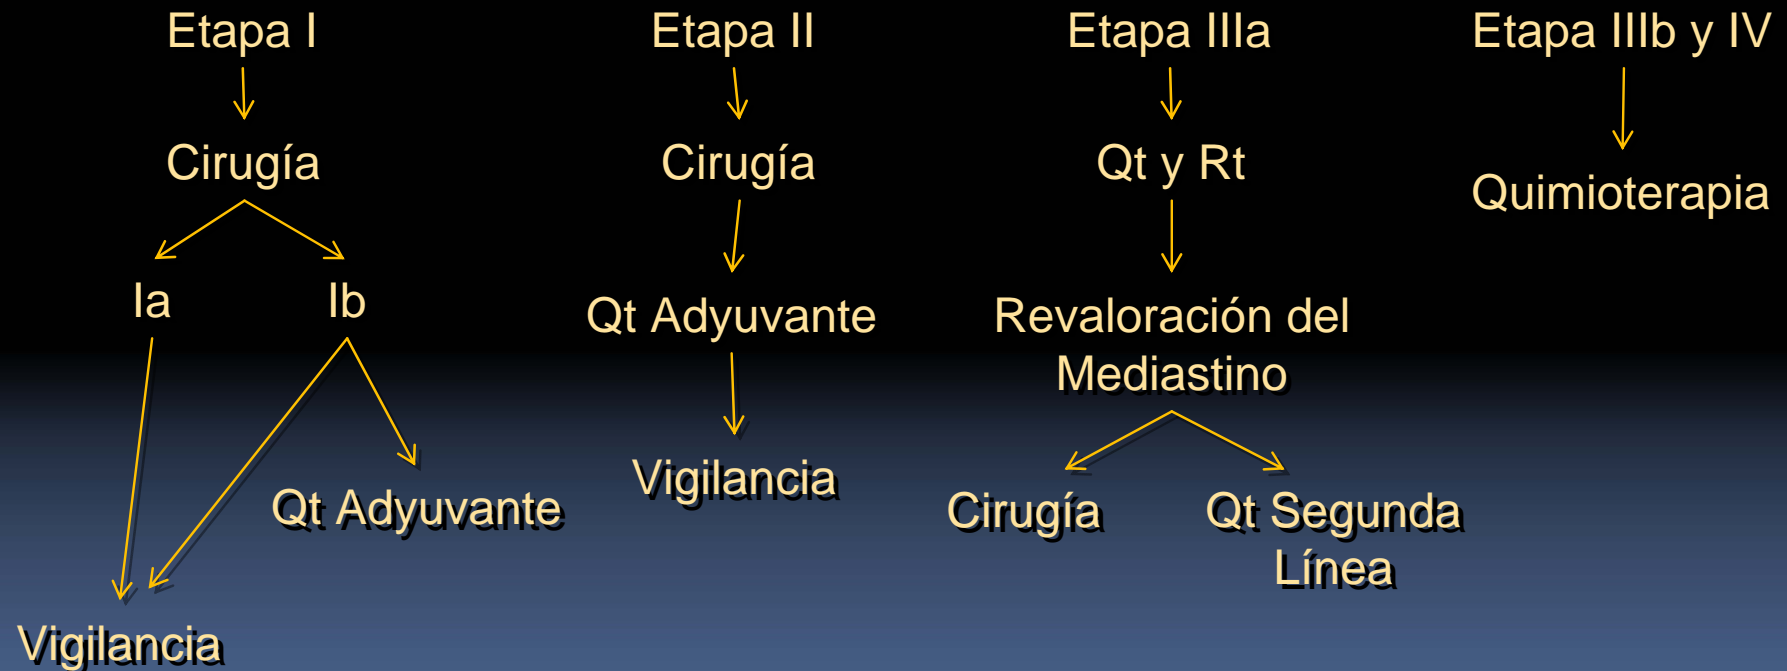 Etapa I
Cirugía
Ia
Ib
Qt Adyuvante
Vigilancia
Etapa II
Cirugía
Qt Adyuvante
Vigilancia
Etapa IIIa
Qt y Rt
Revaloración del
Mediastino
Cirugía
Qt Segunda
Línea
Etapa IIIb y IV
Quimioterapia